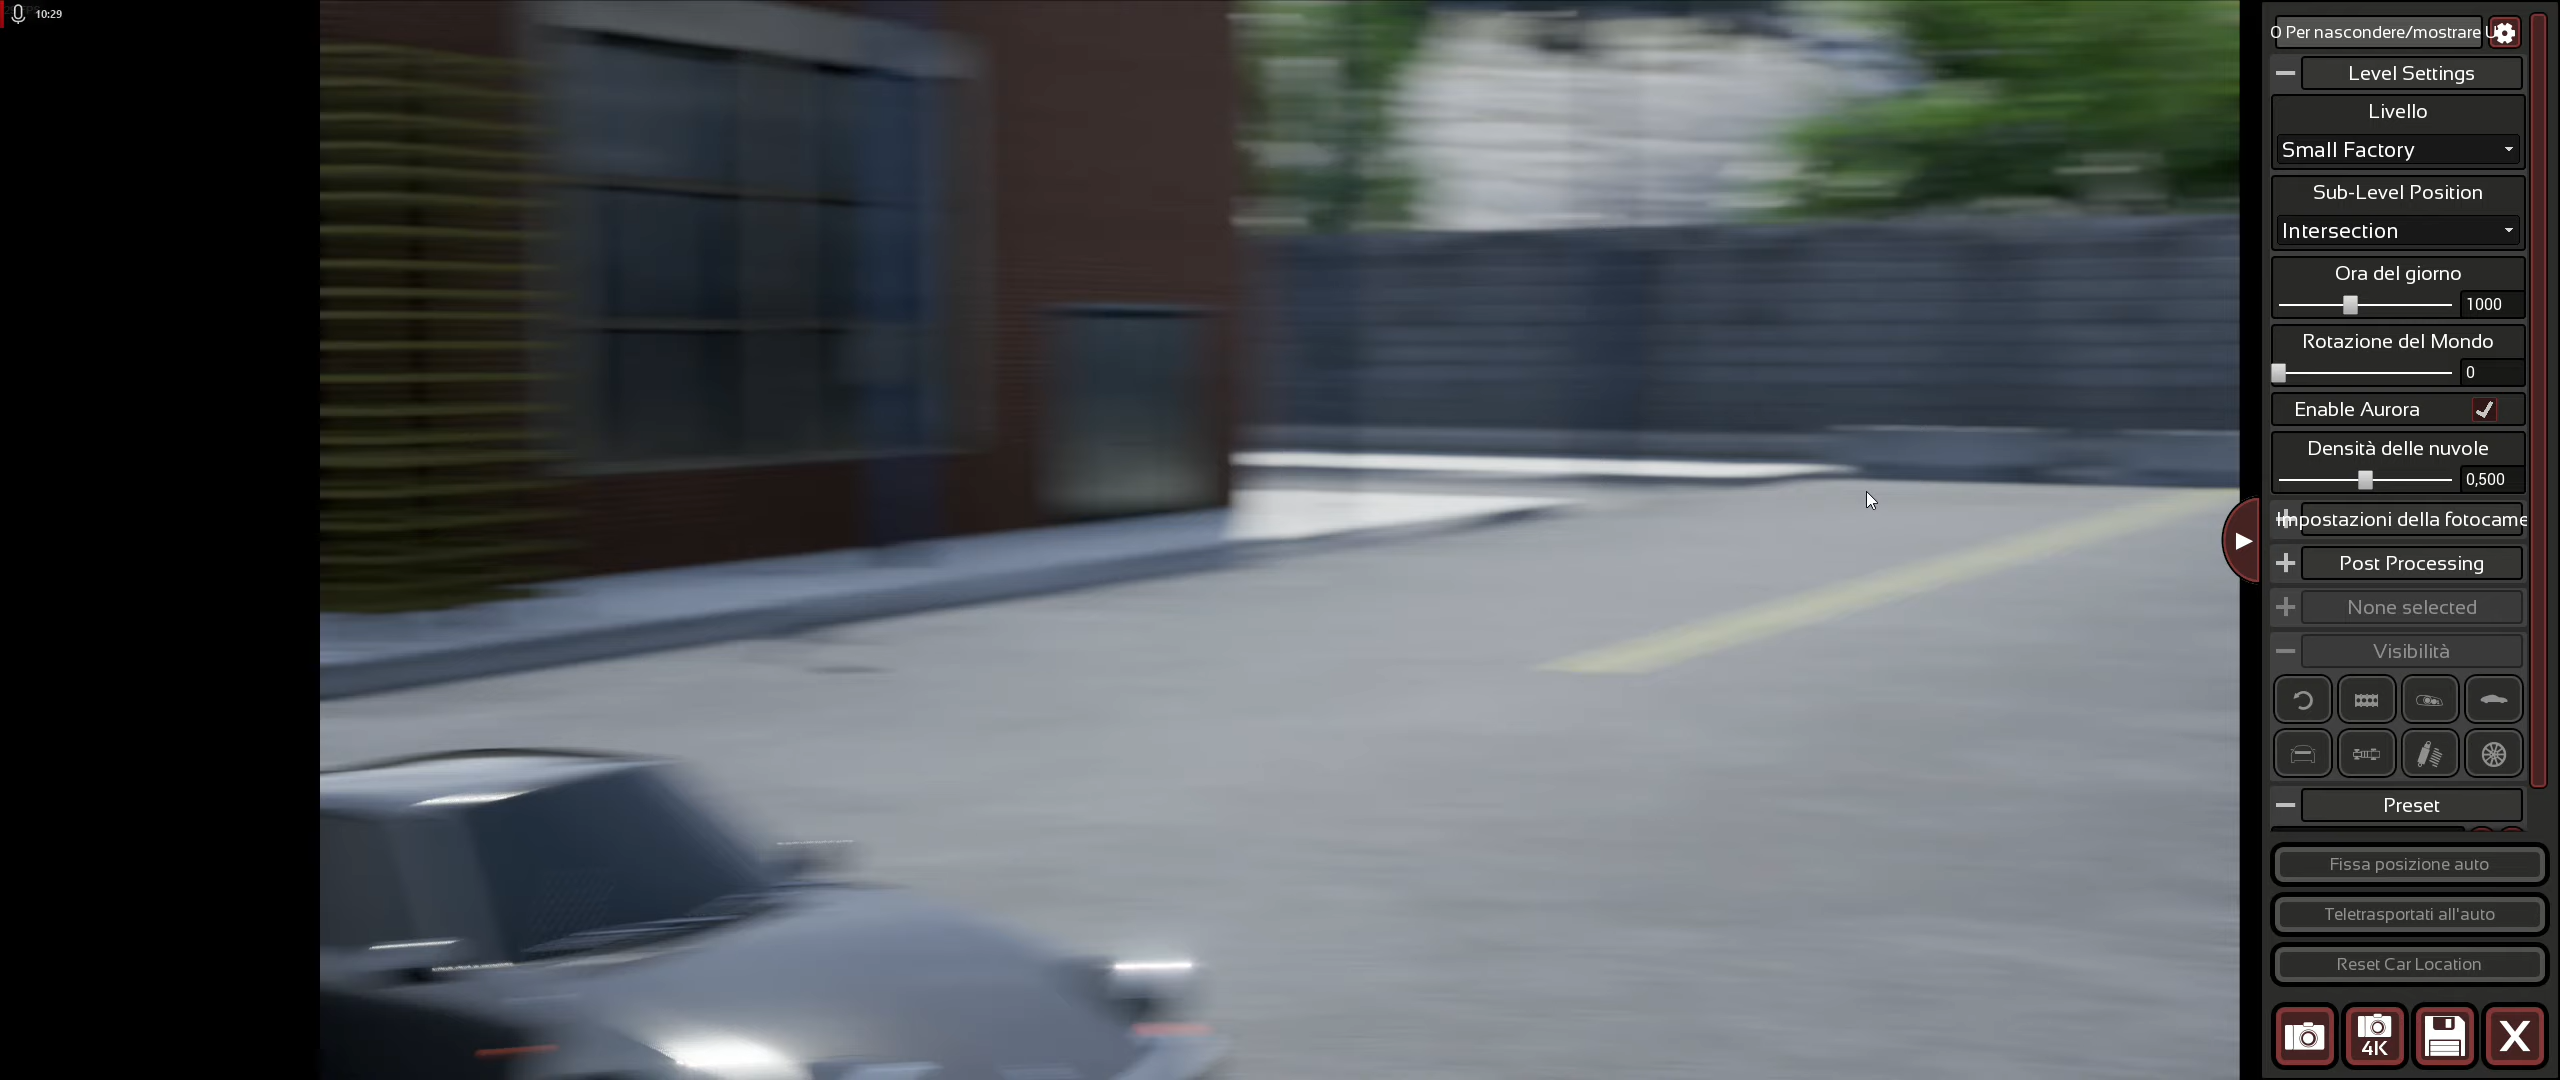 10:29
O Per nascondere/mostrare U
Level Settings
Livello
Small Factory
Sub-Level Position
Intersection
Ora del giorno
1000
Rotazione del Mondo
0
Enable Aurora
Densità delle nuvole
0,500
Impostazioni della fotocame
Post Processing
None selected
Visibilità
Preset
Fissa posizione auto
Teletrasportati all'auto
Reset Car Location
4K
X